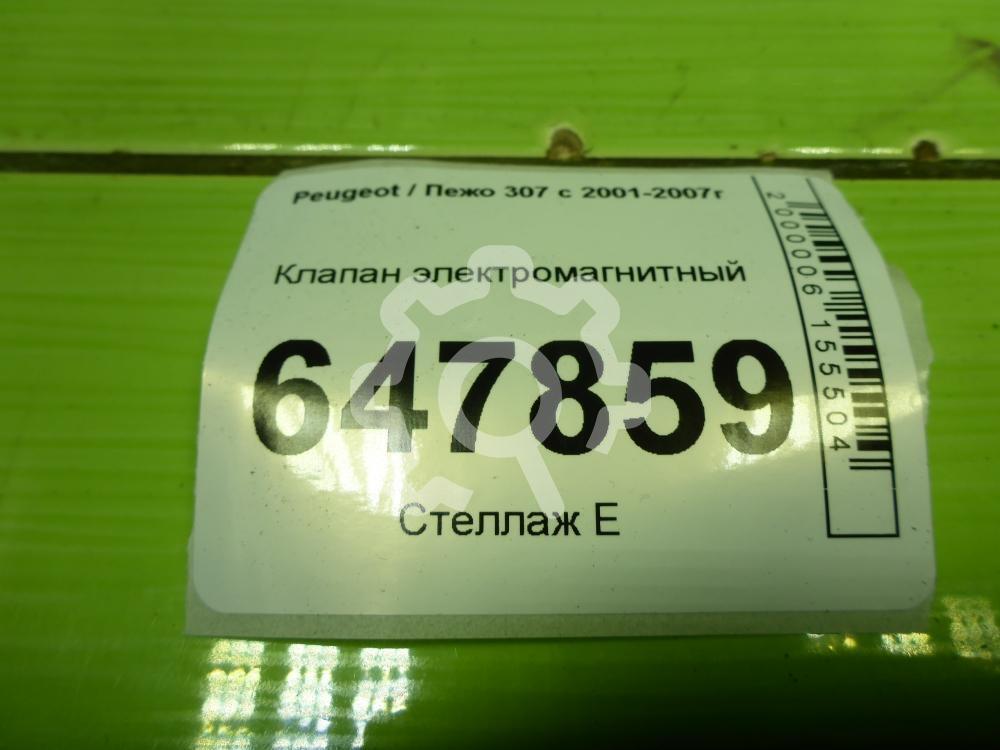 Peugeot / Пежо 307 с 2001-2007г
Клапан электромагнитный
647859
Стеллаж Е
2000006155504